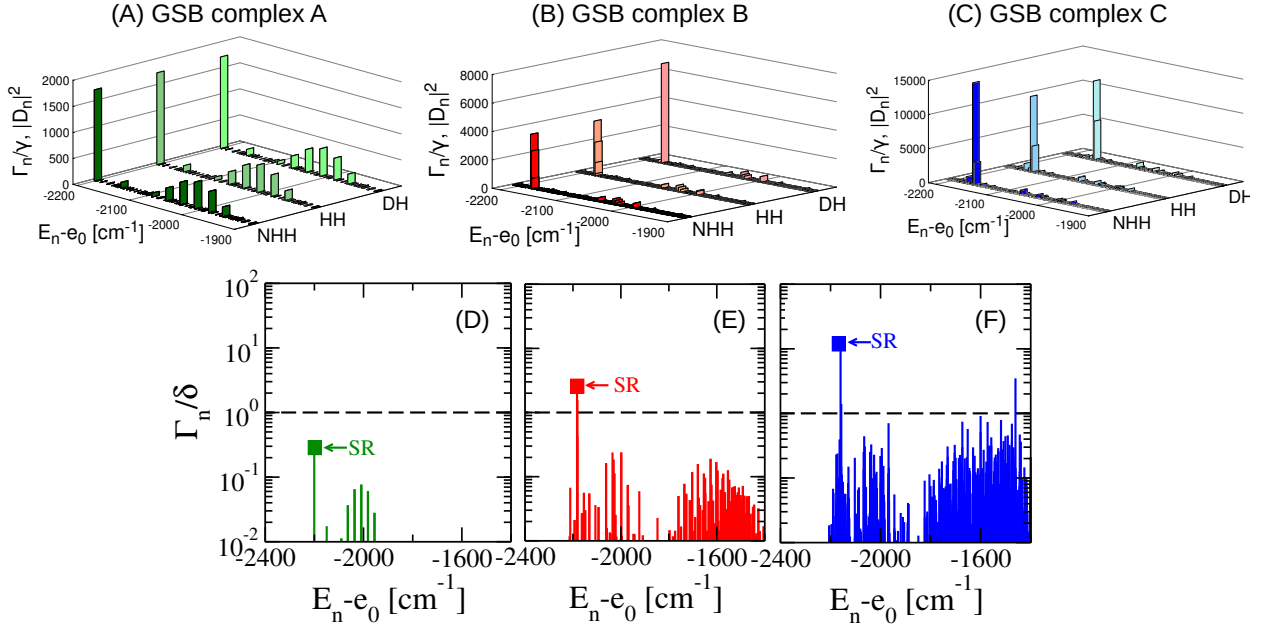 (A) GSB complex A
(B) GSB complex B
(C) GSB complex C
Γn/γ, |Dn|²
2000
1500
1000
500
0
-2200
-2100
-2000
-1900
En-e0 [cm-1]
NHH
HH
DH
Γn/γ, |Dn|²
8000
6000
4000
2000
0
-2200
-2100
-2000
-1900
En-e0 [cm-1]
NHH
HH
DH
Γn/γ, |Dn|²
15000
10000
5000
0
-2200
-2100
-2000
-1900
En-e0 [cm-1]
NHH
HH
DH
Γn/δ
10²
10¹
10⁰
10-1
10-2
(D)
SR
-2400
-2000
-1600
En-e0 [cm-1]
(E)
SR
-2400
-2000
-1600
En-e0 [cm-1]
(F)
SR
-2400
-2000
-1600
En-e0 [cm-1]